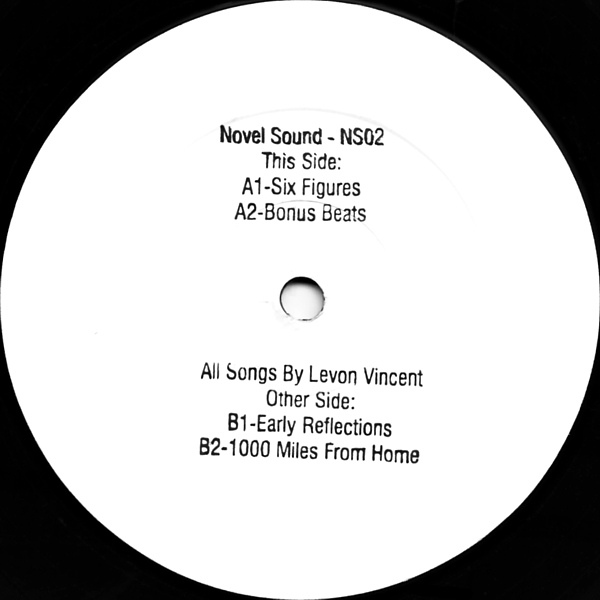 Novel Sound - NS02
This Side:
A1-Six Figures
A2-Bonus Beats
All Songs By Levon Vincent
Other Side:
B1-Early Reflections
B2-1000 Miles From Home